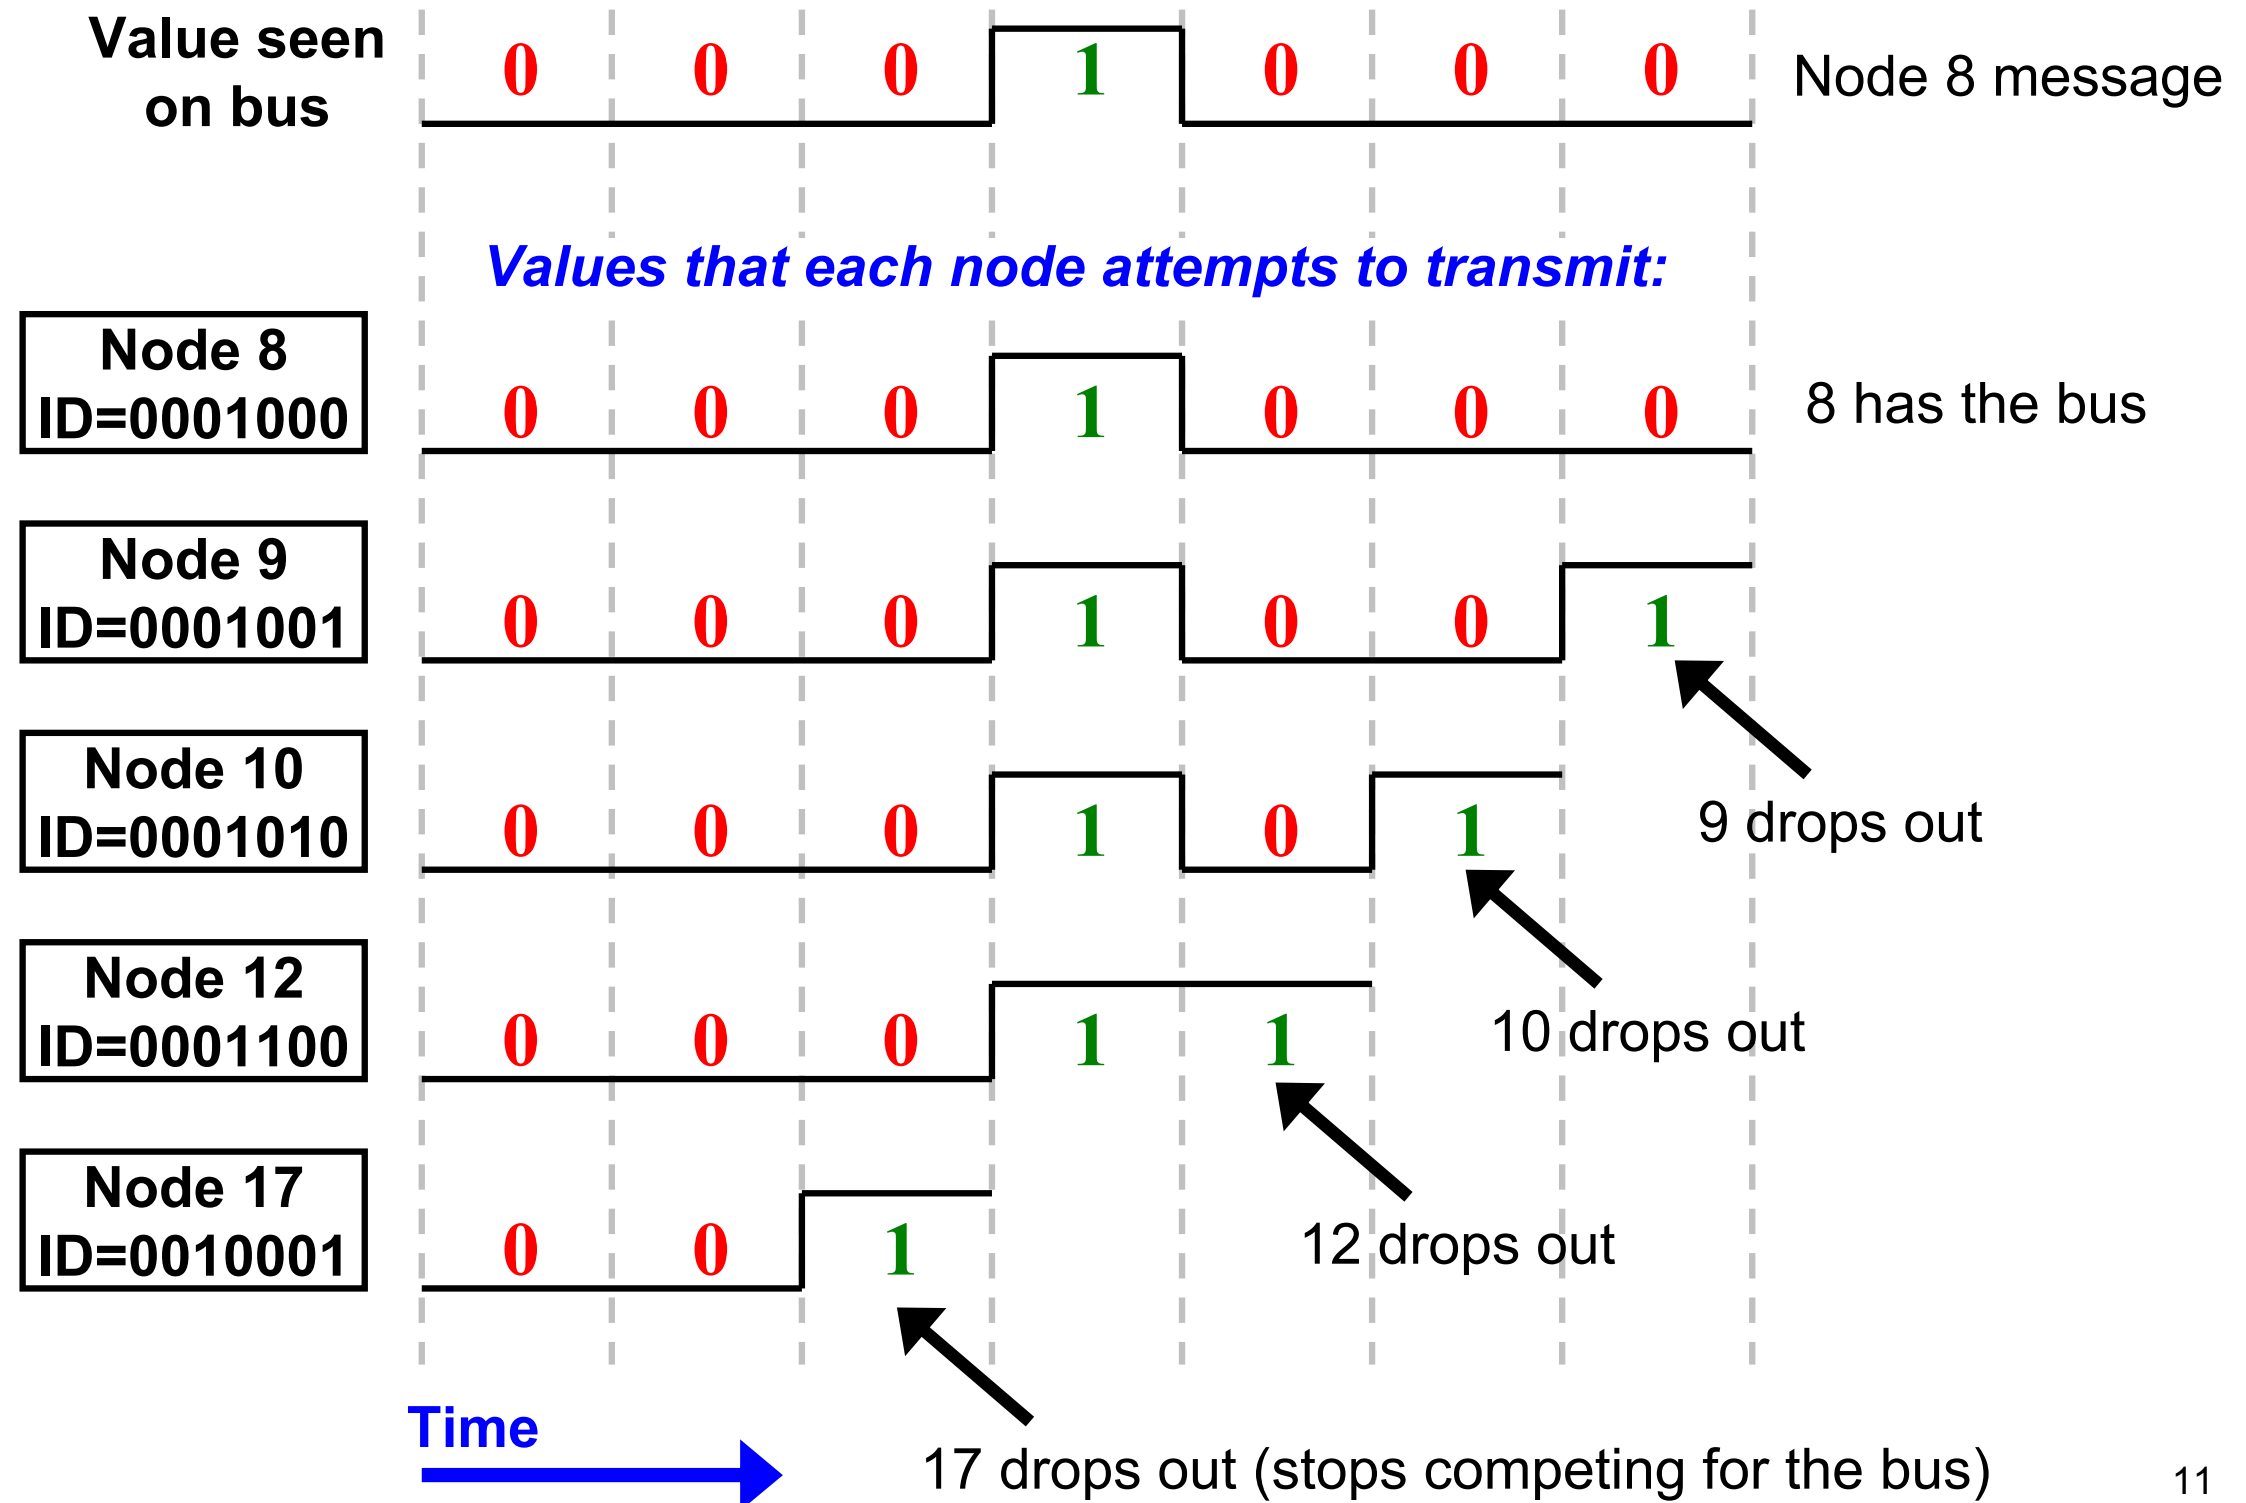 Value seen
on bus
0 0 0 1 0 0 0
Node 8 message
Values that each node attempts to transmit:
Node 8
ID=0001000
0 0 0 1 0 0 0
8 has the bus
Node 9
ID=0001001
0 0 0 1 0 0 1
9 drops out
Node 10
ID=0001010
0 0 0 1 0 1
10 drops out
Node 12
ID=0001100
0 0 0 1 1
12 drops out
Node 17
ID=0010001
0 0 1
17 drops out (stops competing for the bus)
Time
11